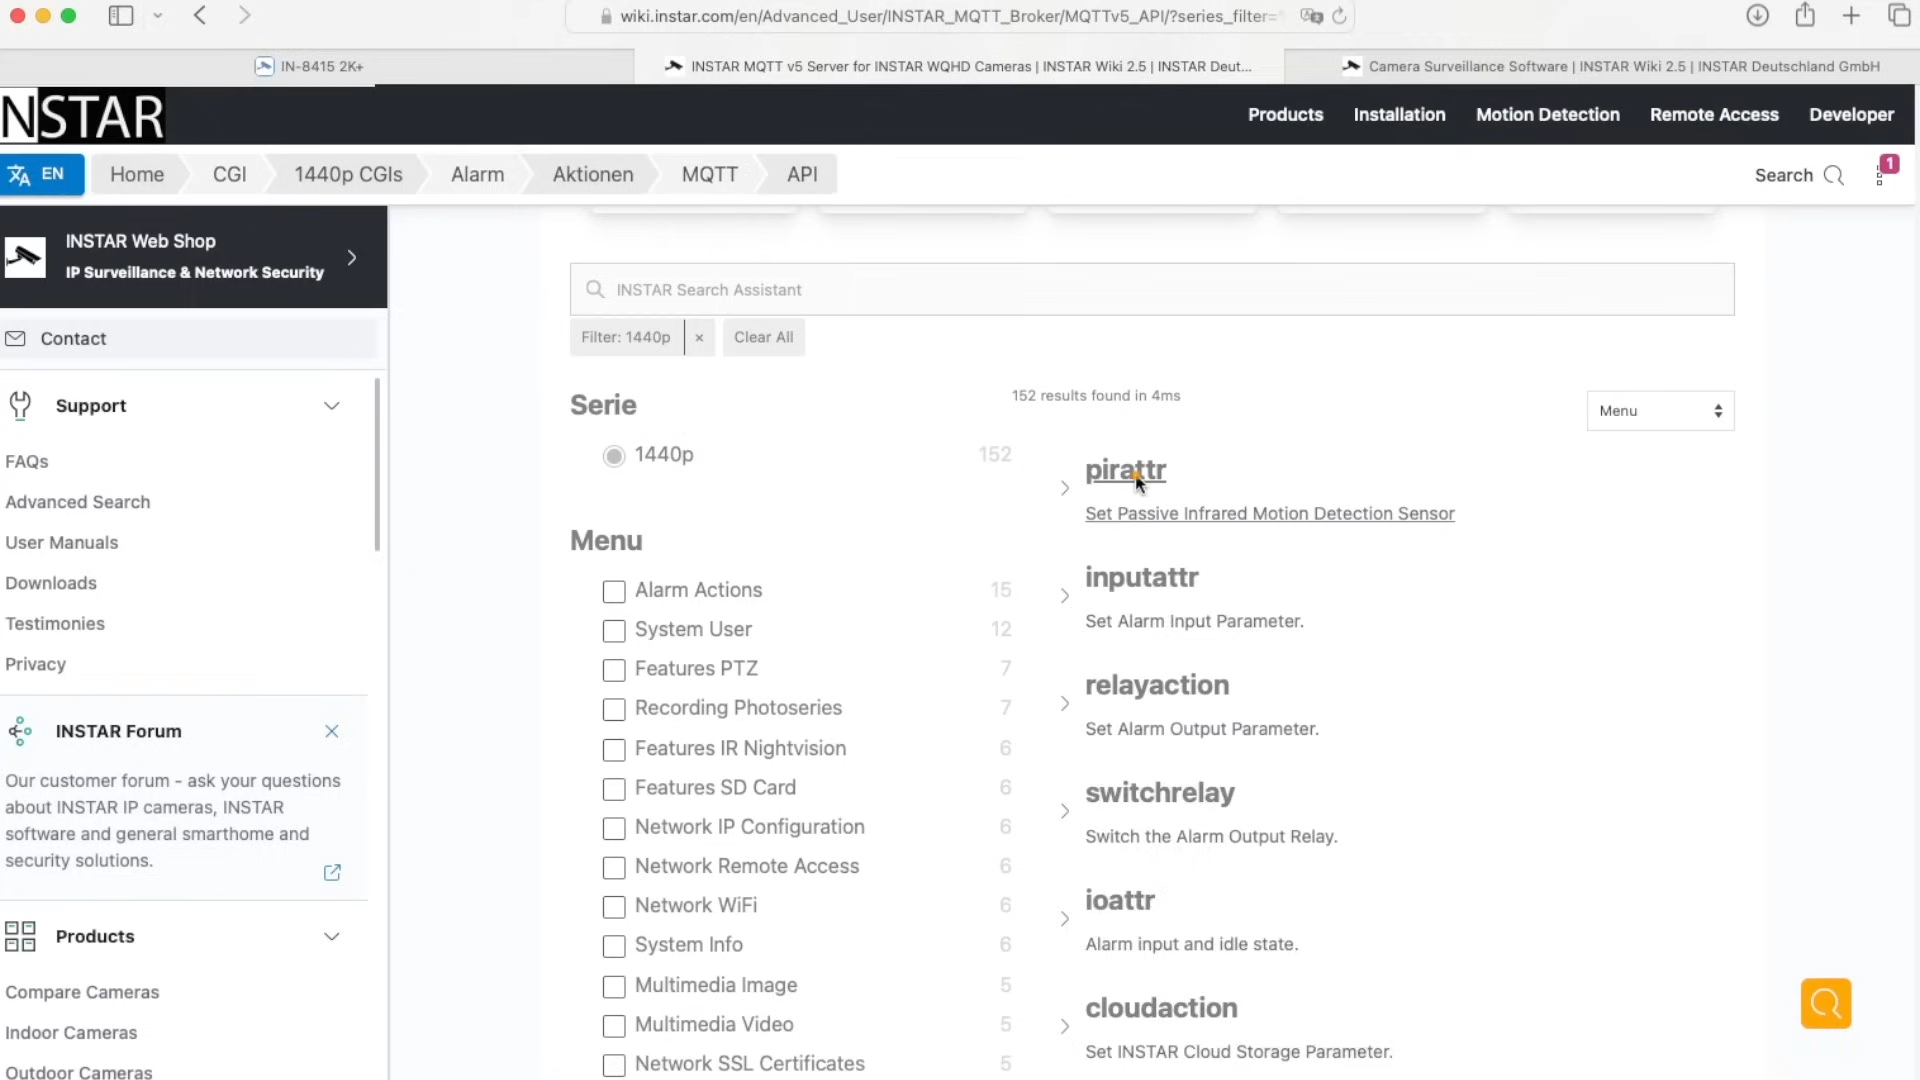 wiki.instar.com/en/Advanced_User/INSTAR_MQTT_Broker/MQTTv5_API/?series_filter=
IN-8415 2K+
INSTAR MQTT v5 Server for INSTAR WQHD Cameras | INSTAR Wiki 2.5 | INSTAR Deut...
Camera Surveillance Software | INSTAR Wiki 2.5 | INSTAR Deutschland GmbH
NSTAR
Products
Installation
Motion Detection
Remote Access
Developer
EN
Home
CGI
1440p CGIs
Alarm
Aktionen
MQTT
API
Search
1
INSTAR Web Shop
IP Surveillance & Network Security
Contact
Support
FAQs
Advanced Search
User Manuals
Downloads
Testimonies
Privacy
INSTAR Forum
Our customer forum - ask your questions
about INSTAR IP cameras, INSTAR
software and general smarthome and
security solutions.
Products
Compare Cameras
Indoor Cameras
Outdoor Cameras
INSTAR Search Assistant
Filter: 1440p
×
Clear All
Serie
1440p 152
Menu
Alarm Actions 15
System User 12
Features PTZ 7
Recording Photoseries 7
Features IR Nightvision 6
Features SD Card 6
Network IP Configuration 6
Network Remote Access 6
Network WiFi 6
System Info 6
Multimedia Image 5
Multimedia Video 5
Network SSL Certificates 5
152 results found in 4ms
Menu
pirattr
Set Passive Infrared Motion Detection Sensor
inputattr
Set Alarm Input Parameter.
relayaction
Set Alarm Output Parameter.
switchrelay
Switch the Alarm Output Relay.
ioattr
Alarm input and idle state.
cloudaction
Set INSTAR Cloud Storage Parameter.